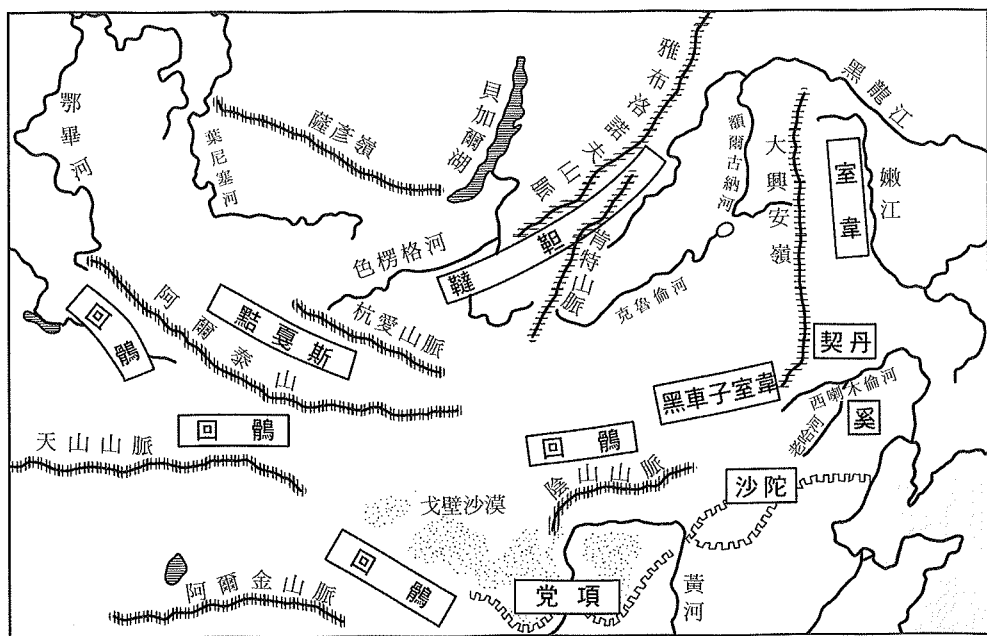 鄂畢河
葉尼塞河
薩彥嶺
貝加爾湖
雅布洛諾夫山脈
額爾古納河
黑龍江
大興安嶺
室韋
嫩江
色楞格河
韃靼
肯特山脈
克魯倫河
回鶻
阿爾泰山
黠戛斯
杭愛山脈
契丹
黑車子室韋
西喇木倫河
奚
老哈河
回鶻
天山山脈
回鶻
陰山山脈
沙陀
戈壁沙漠
回鶻
阿爾金山脈
党項
黃河